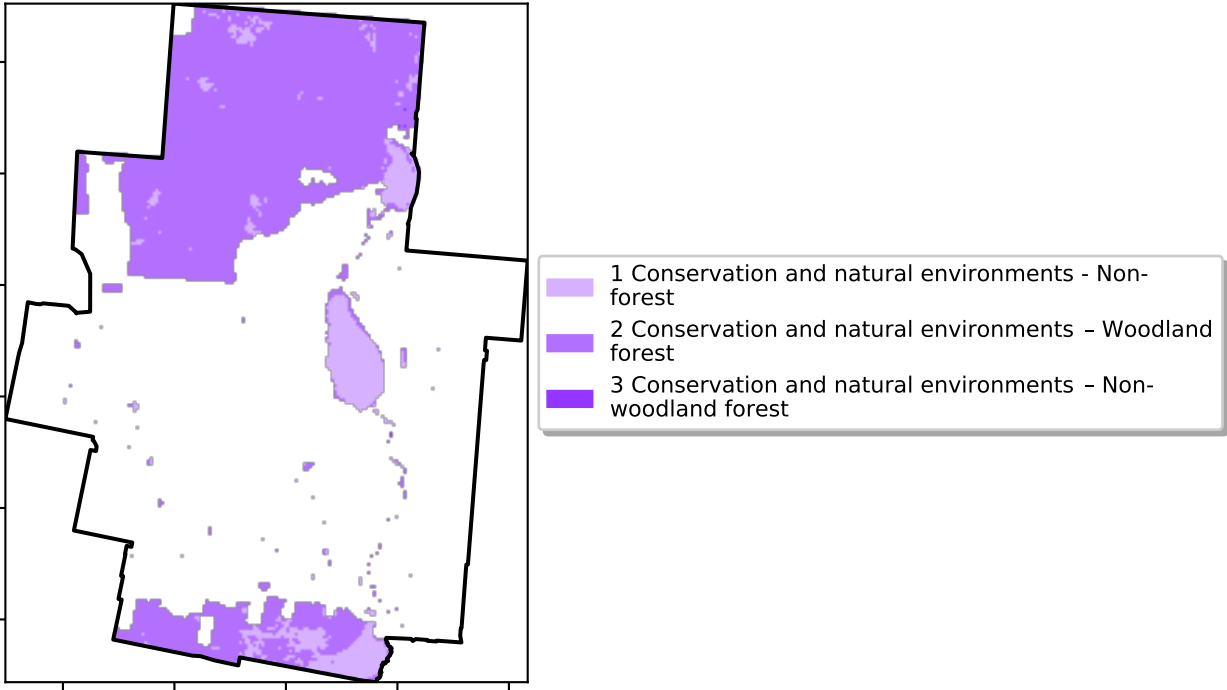 1 Conservation and natural environments - Non-
forest
2 Conservation and natural environments – Woodland
forest
3 Conservation and natural environments – Non-
woodland forest